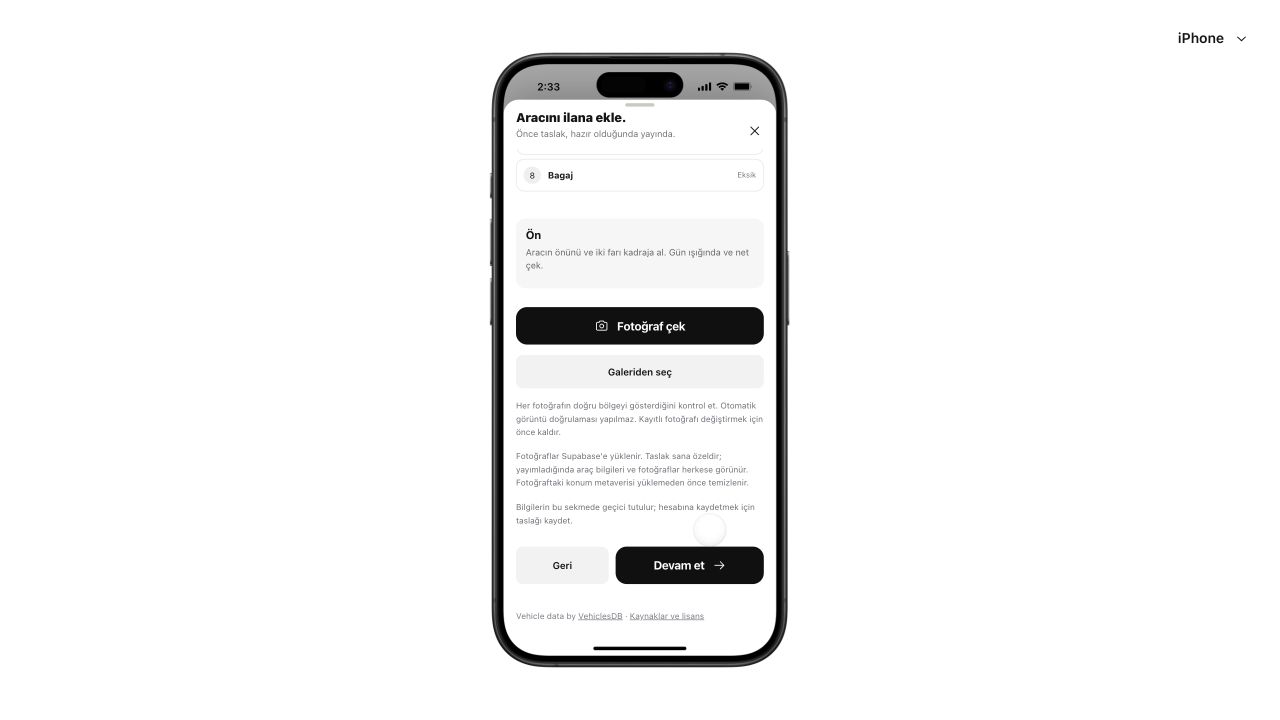 iPhone
2:33
Aracını ilana ekle.
Önce taslak, hazır olduğunda yayında.
8 Bagaj Eksik
Ön
Aracın önünü ve iki farı kadraja al. Gün ışığında ve net
çek.
Fotoğraf çek
Galeriden seç
Her fotoğrafın doğru bölgeyi gösterdiğini kontrol et. Otomatik
görüntü doğrulaması yapılmaz. Kayıtlı fotoğrafı değiştirmek için
önce kaldır.
Fotoğraflar Supabase'e yüklenir. Taslak sana özeldir;
yayımladığında araç bilgileri ve fotoğraflar herkese görünür.
Fotoğraftaki konum metaverisi yüklemeden önce temizlenir.
Bilgilerin bu sekmede geçici tutulur; hesabına kaydetmek için
taslağı kaydet.
Geri Devam et →
Vehicle data by VehiclesDB · Kaynaklar ve lisans